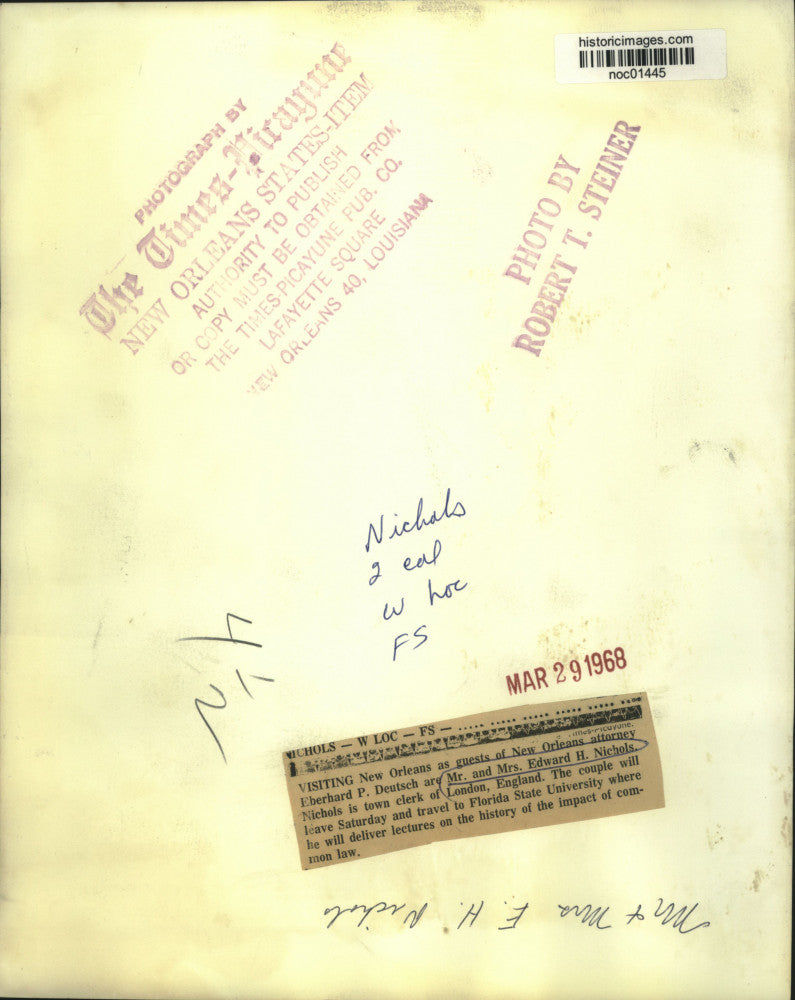 historicimages.com
noc01445
PHOTOGRAPH BY
The Times-Picayune
NEW ORLEANS STATES-ITEM
AUTHORITY TO PUBLISH
OR COPY MUST BE OBTAINED FROM
THE TIMES-PICAYUNE PUB. CO.
LAFAYETTE SQUARE
NEW ORLEANS 40, LOUISIANA
PHOTO BY
ROBERT T. STEINER
Nichols
2 col
w loc
FS
MAR 29 1968
NICHOLS — W LOC — FS —
VISITING New Orleans as guests of New Orleans attorney
Eberhard P. Deutsch are Mr. and Mrs. Edward H. Nichols.
Nichols is town clerk of London, England. The couple will
leave Saturday and travel to Florida State University where
he will deliver lectures on the history of the impact of com-
mon law.
Mr & Mrs E. H. Nichols